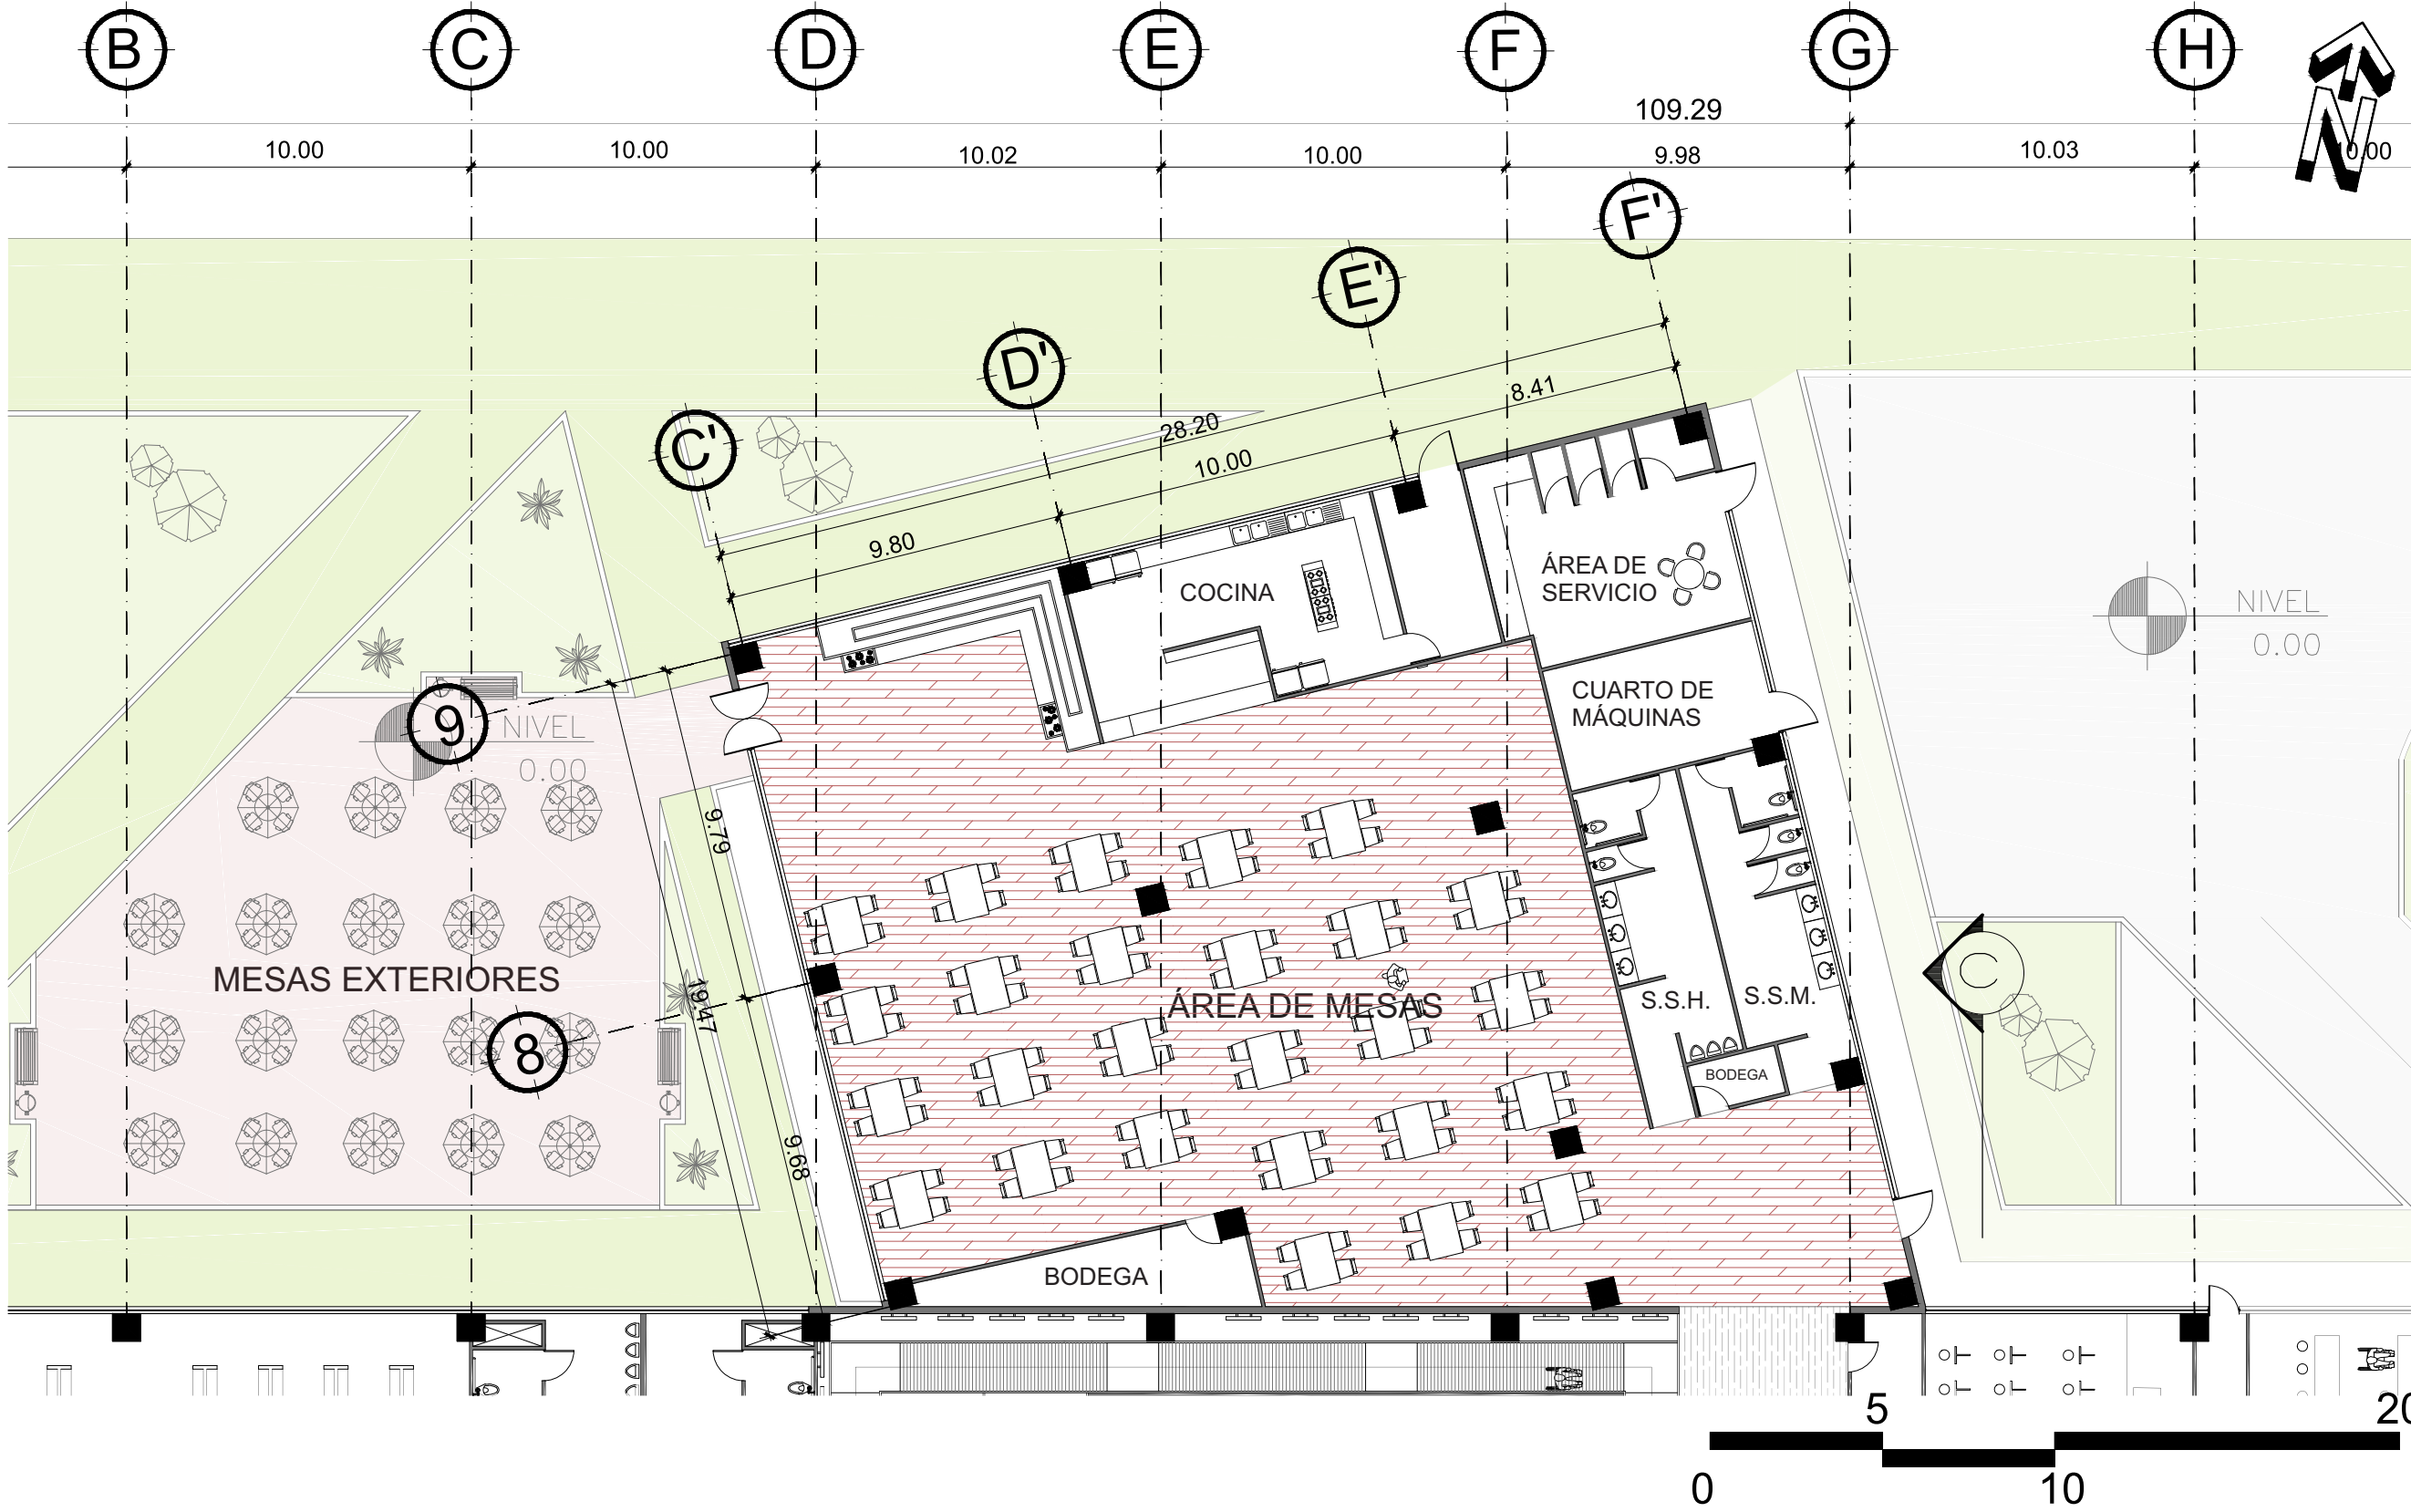 B C D E F G H
109.29
10.00 10.00 10.02 10.00 9.98 10.03 10.00
N
F'
E'
D'
C'
28.20
8.41
10.00
9.80
COCINA
ÁREA DE
SERVICIO
NIVEL
0.00
CUARTO DE
MÁQUINAS
9
NIVEL
0.00
9.79
MESAS EXTERIORES
19.47
ÁREA DE MESAS
S.S.H.
S.S.M.
C
8
BODEGA
9.68
BODEGA
5
20
0
10